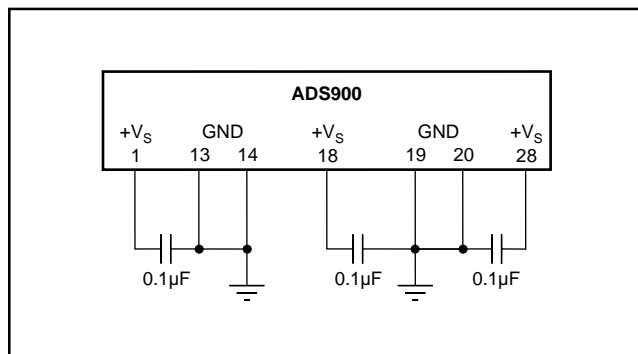 ADS900
+VS GND +VS GND +VS
1 13 14 18 19 20 28
0.1µF 0.1µF 0.1µF